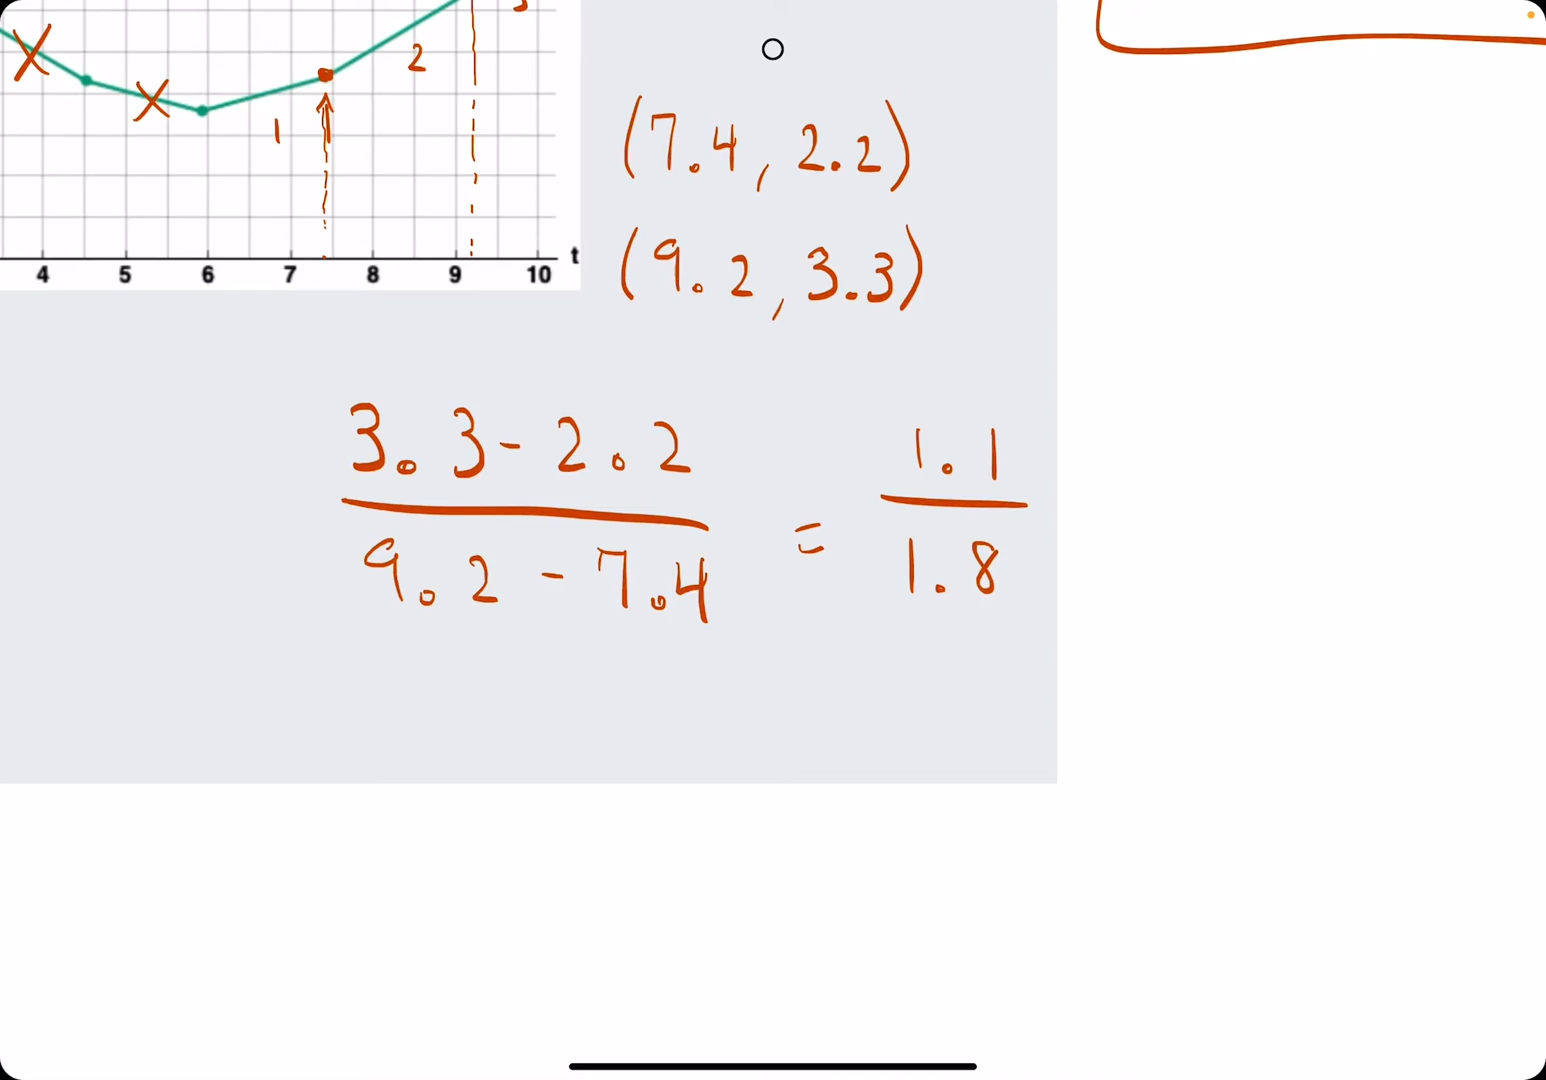 2
1
4 5 6 7 8 9 10 t
(7.4, 2.2)
(9.2, 3.3)
3.3 - 2.2
9.2 - 7.4
=
1.1
1.8